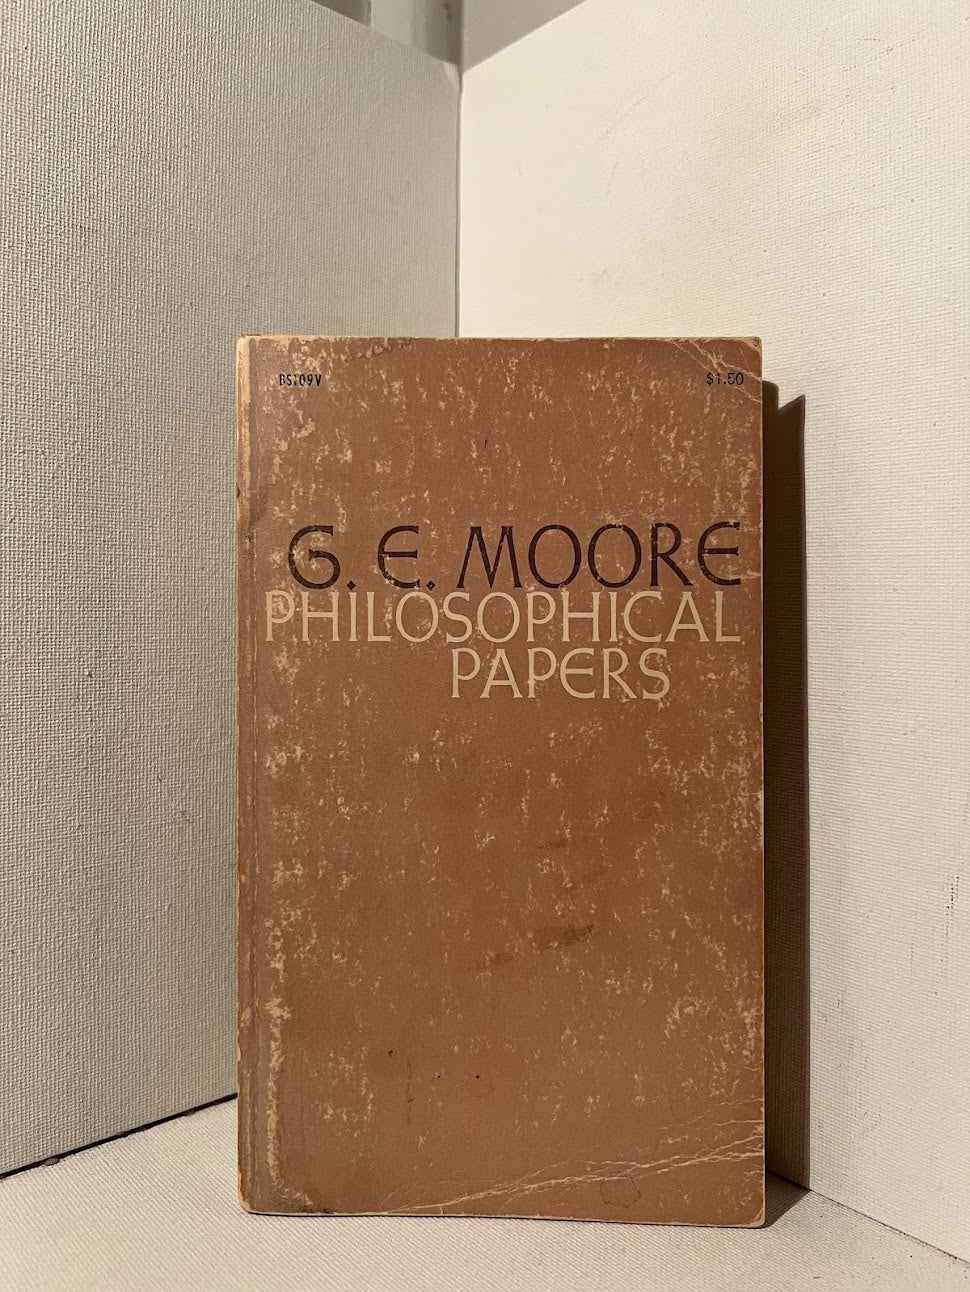 BS109V
$1.50
G. E. MOORE
PHILOSOPHICAL
PAPERS